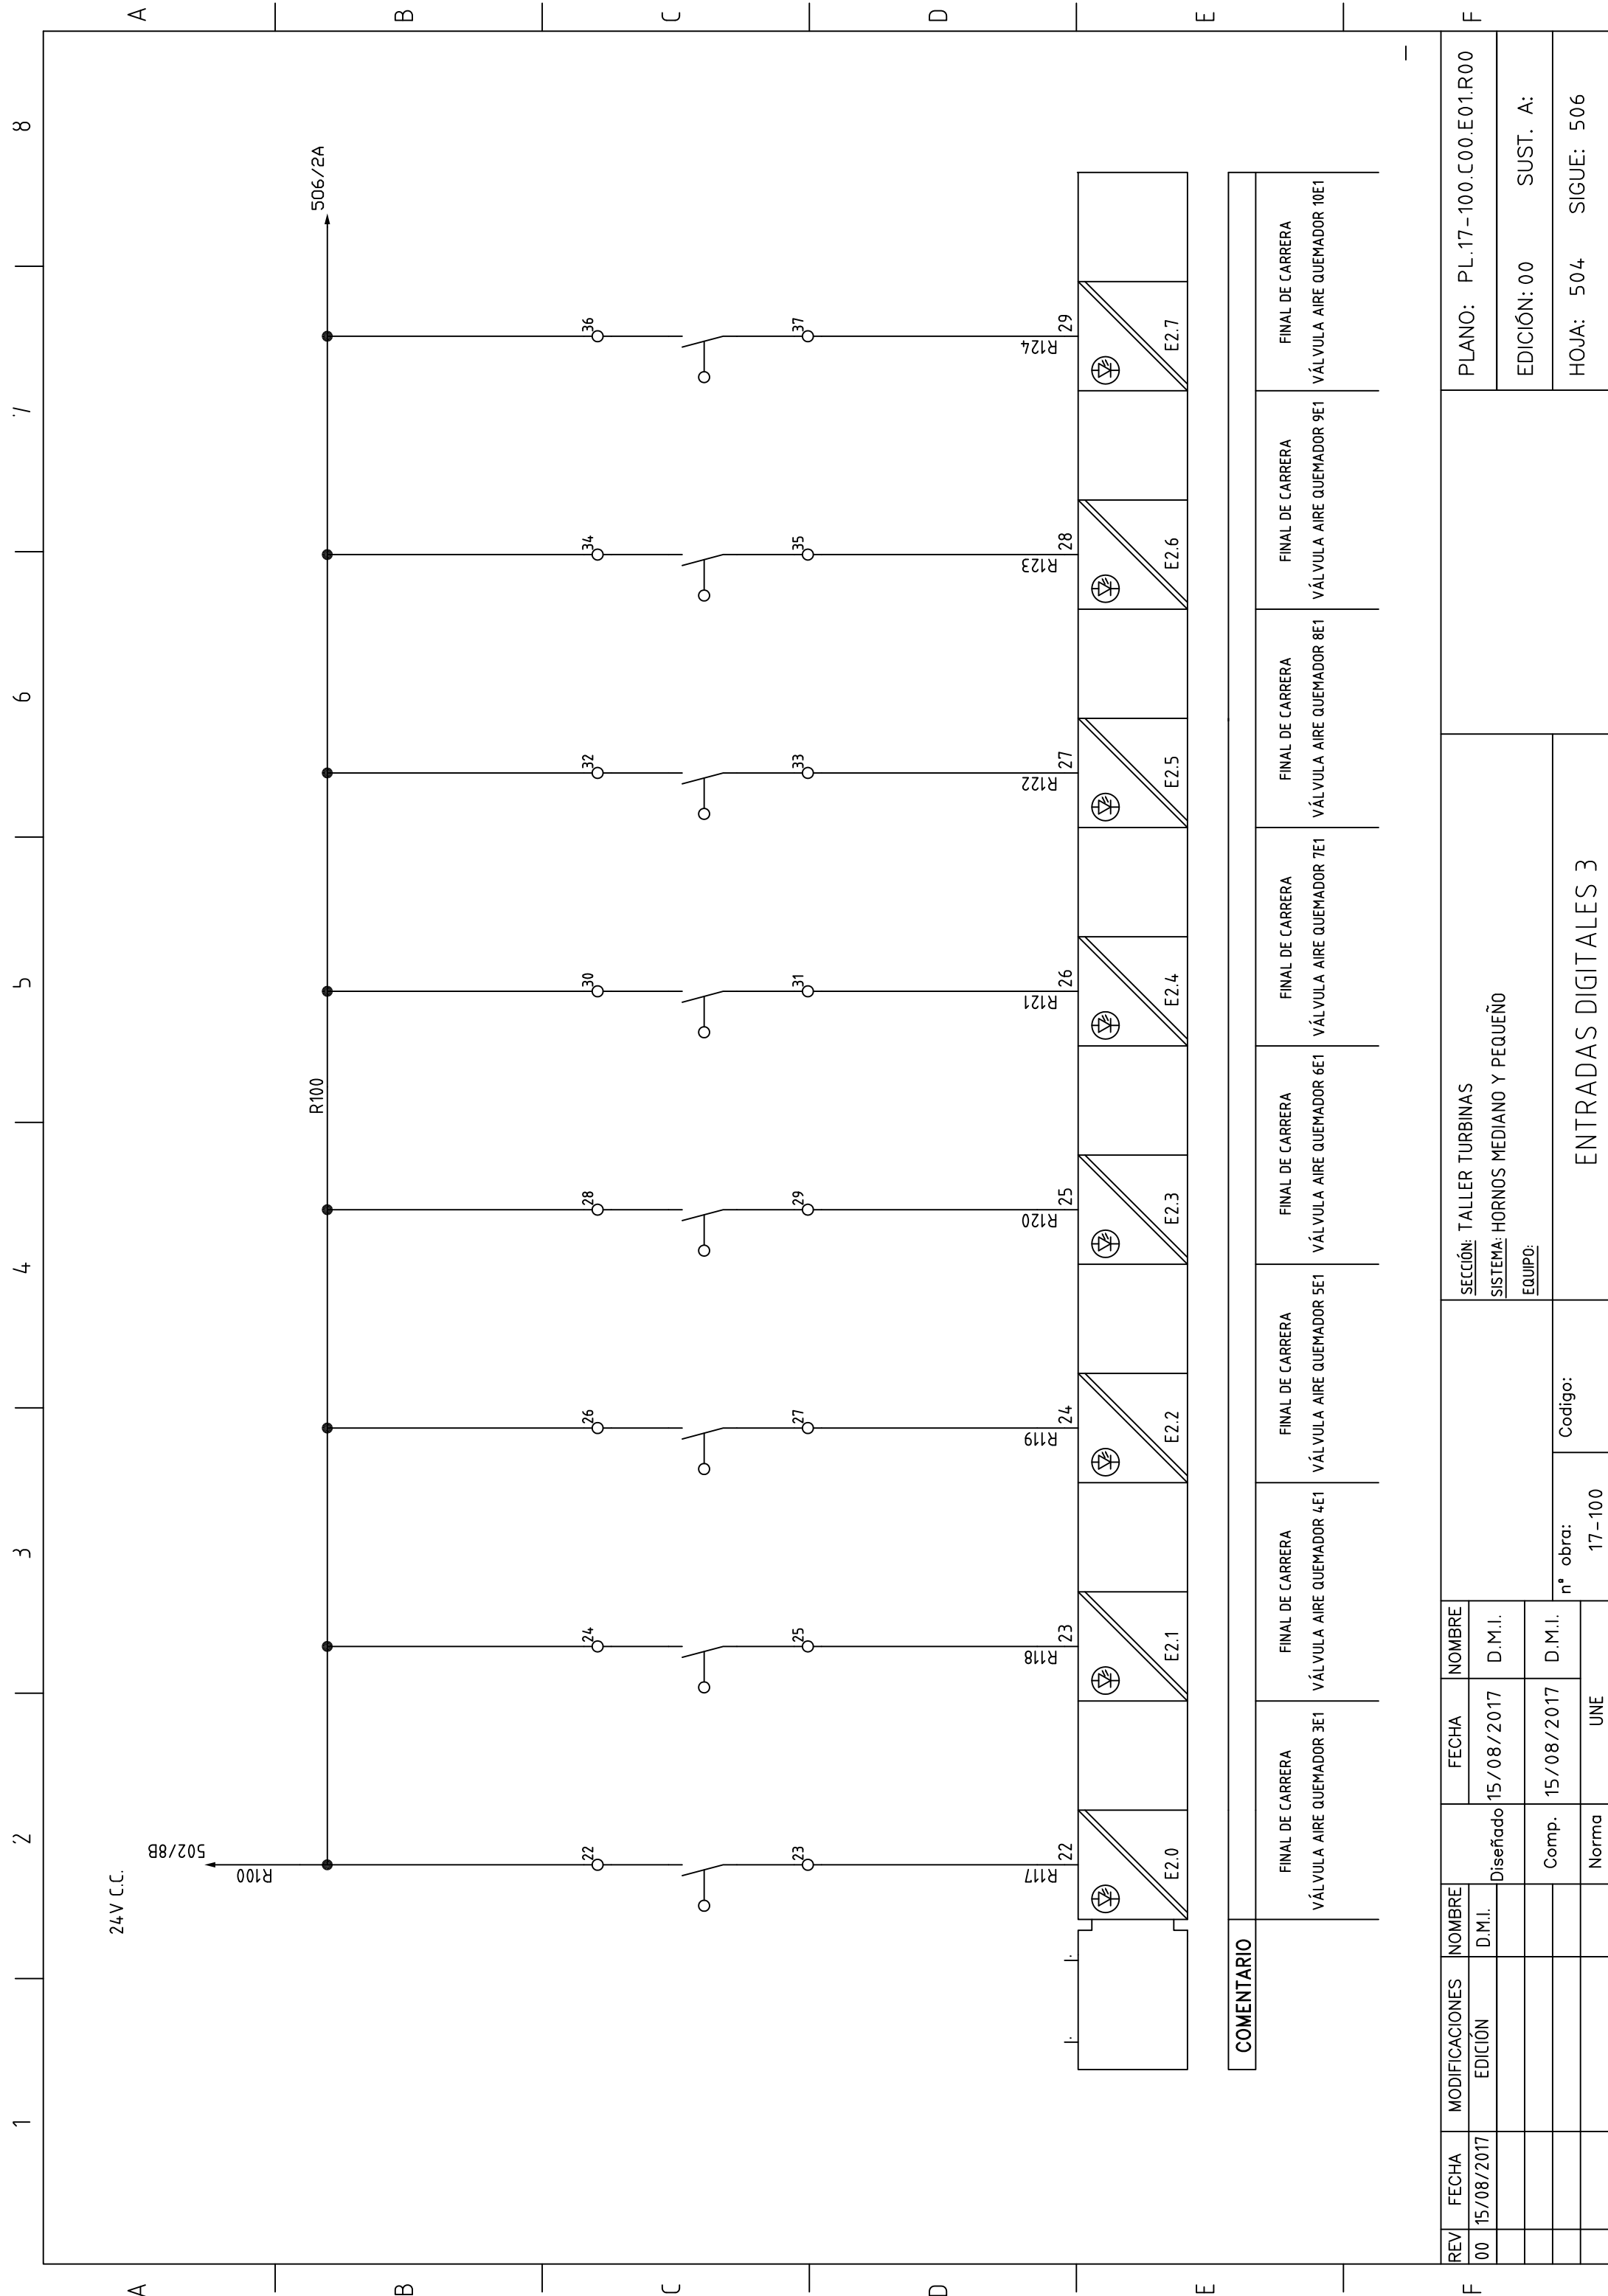 1 2 3 4 5 6 7 8
A A
B B
C C
D D
E E
F F
24V C.C.
502/8B
R100
R100
506/2A
22 24 26 28 30 32 34 36
23 25 27 29 31 33 35 37
R117 R118 R119 R120 R121 R122 R123 R124
22 23 24 25 26 27 28 29
E2.0 E2.1 E2.2 E2.3 E2.4 E2.5 E2.6 E2.7
COMENTARIO
FINAL DE CARRERA
VÁLVULA AIRE QUEMADOR 3E1
FINAL DE CARRERA
VÁLVULA AIRE QUEMADOR 4E1
FINAL DE CARRERA
VÁLVULA AIRE QUEMADOR 5E1
FINAL DE CARRERA
VÁLVULA AIRE QUEMADOR 6E1
FINAL DE CARRERA
VÁLVULA AIRE QUEMADOR 7E1
FINAL DE CARRERA
VÁLVULA AIRE QUEMADOR 8E1
FINAL DE CARRERA
VÁLVULA AIRE QUEMADOR 9E1
FINAL DE CARRERA
VÁLVULA AIRE QUEMADOR 10E1
REV FECHA MODIFICACIONES NOMBRE
00 15/08/2017 EDICIÓN D.M.I.
FECHA NOMBRE
Diseñado 15/08/2017 D.M.I.
Comp. 15/08/2017 D.M.I.
Norma UNE
nº obra:
17-100
Codigo:
SECCIÓN: TALLER TURBINAS
SISTEMA: HORNOS MEDIANO Y PEQUEÑO
EQUIPO:
ENTRADAS DIGITALES 3
PLANO: PL.17-100.C00.E01.R00
EDICIÓN: 00 SUST. A:
HOJA: 504 SIGUE: 506